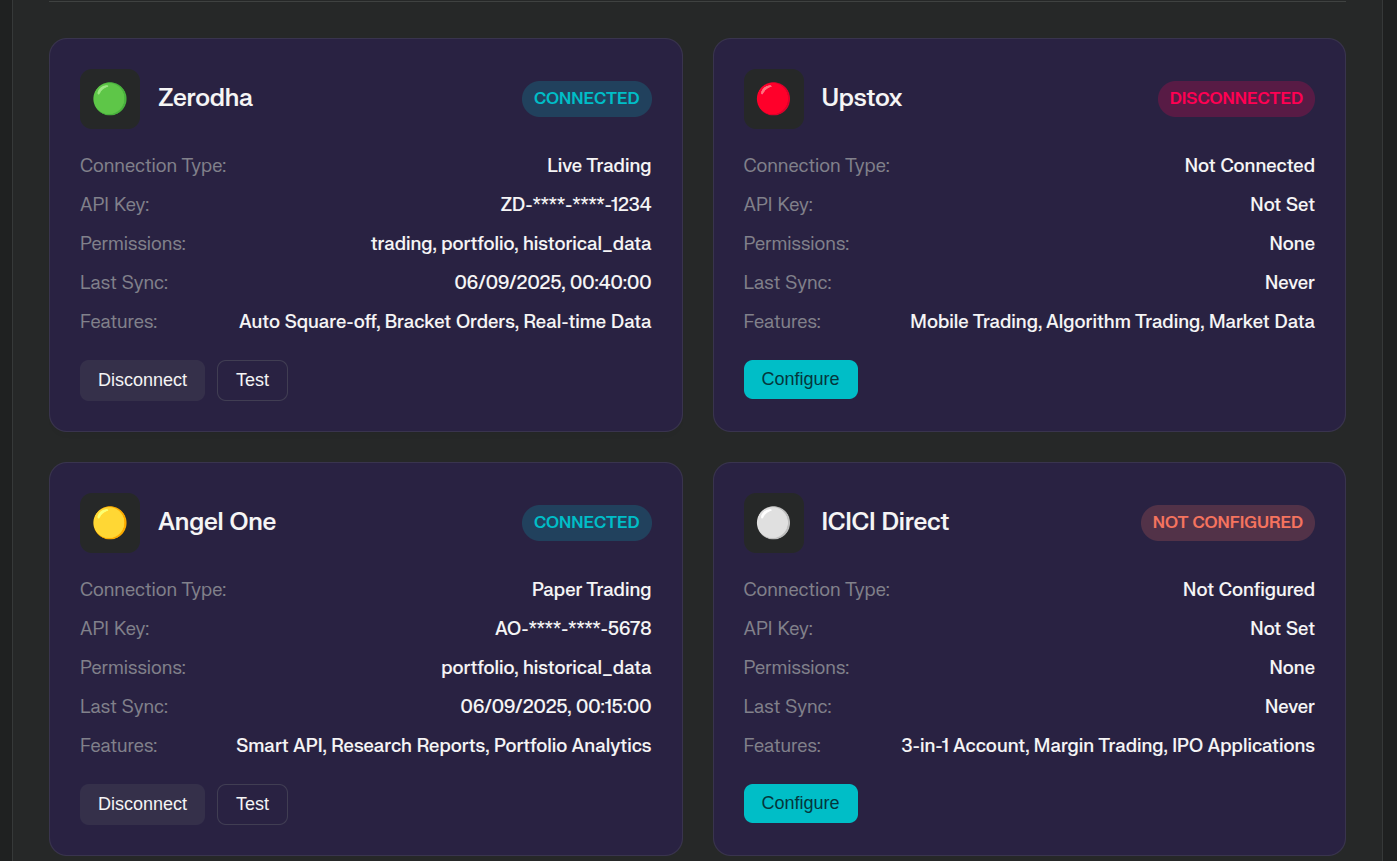 Zerodha
CONNECTED
Connection Type: Live Trading
API Key: ZD-****-****-1234
Permissions: trading, portfolio, historical_data
Last Sync: 06/09/2025, 00:40:00
Features: Auto Square-off, Bracket Orders, Real-time Data
Disconnect Test
Upstox
DISCONNECTED
Connection Type: Not Connected
API Key: Not Set
Permissions: None
Last Sync: Never
Features: Mobile Trading, Algorithm Trading, Market Data
Configure
Angel One
CONNECTED
Connection Type: Paper Trading
API Key: AO-****-****-5678
Permissions: portfolio, historical_data
Last Sync: 06/09/2025, 00:15:00
Features: Smart API, Research Reports, Portfolio Analytics
Disconnect Test
ICICI Direct
NOT CONFIGURED
Connection Type: Not Configured
API Key: Not Set
Permissions: None
Last Sync: Never
Features: 3-in-1 Account, Margin Trading, IPO Applications
Configure